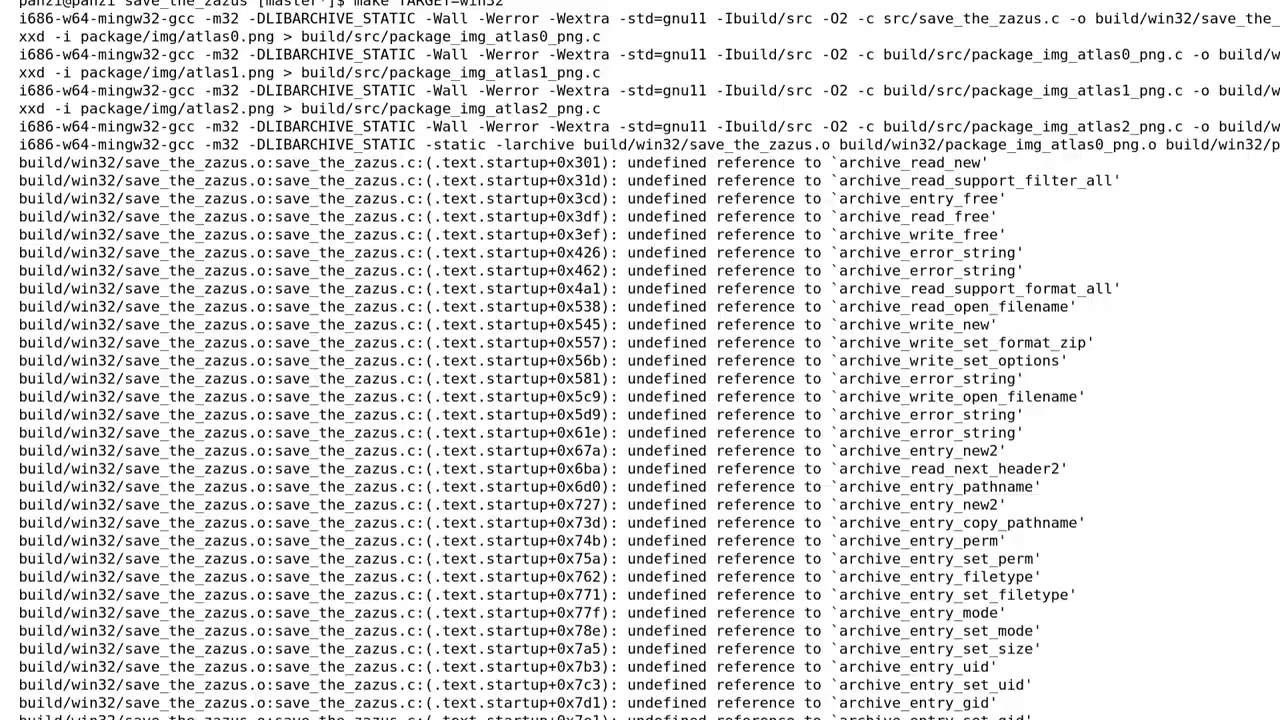 panzi@panzi save_the_zazus [master*]$ make TARGET=win32
i686-w64-mingw32-gcc -m32 -DLIBARCHIVE_STATIC -Wall -Werror -Wextra -std=gnu11 -Ibuild/src -O2 -c src/save_the_zazus.c -o build/win32/save_the_
xxd -i package/img/atlas0.png > build/src/package_img_atlas0_png.c
i686-w64-mingw32-gcc -m32 -DLIBARCHIVE_STATIC -Wall -Werror -Wextra -std=gnu11 -Ibuild/src -O2 -c build/src/package_img_atlas0_png.c -o build/w
xxd -i package/img/atlas1.png > build/src/package_img_atlas1_png.c
i686-w64-mingw32-gcc -m32 -DLIBARCHIVE_STATIC -Wall -Werror -Wextra -std=gnu11 -Ibuild/src -O2 -c build/src/package_img_atlas1_png.c -o build/w
xxd -i package/img/atlas2.png > build/src/package_img_atlas2_png.c
i686-w64-mingw32-gcc -m32 -DLIBARCHIVE_STATIC -Wall -Werror -Wextra -std=gnu11 -Ibuild/src -O2 -c build/src/package_img_atlas2_png.c -o build/w
i686-w64-mingw32-gcc -m32 -DLIBARCHIVE_STATIC -static -larchive build/win32/save_the_zazus.o build/win32/package_img_atlas0_png.o build/win32/p
build/win32/save_the_zazus.o:save_the_zazus.c:(.text.startup+0x301): undefined reference to `archive_read_new'
build/win32/save_the_zazus.o:save_the_zazus.c:(.text.startup+0x31d): undefined reference to `archive_read_support_filter_all'
build/win32/save_the_zazus.o:save_the_zazus.c:(.text.startup+0x3cd): undefined reference to `archive_entry_free'
build/win32/save_the_zazus.o:save_the_zazus.c:(.text.startup+0x3df): undefined reference to `archive_read_free'
build/win32/save_the_zazus.o:save_the_zazus.c:(.text.startup+0x3ef): undefined reference to `archive_write_free'
build/win32/save_the_zazus.o:save_the_zazus.c:(.text.startup+0x426): undefined reference to `archive_error_string'
build/win32/save_the_zazus.o:save_the_zazus.c:(.text.startup+0x462): undefined reference to `archive_error_string'
build/win32/save_the_zazus.o:save_the_zazus.c:(.text.startup+0x4a1): undefined reference to `archive_read_support_format_all'
build/win32/save_the_zazus.o:save_the_zazus.c:(.text.startup+0x538): undefined reference to `archive_read_open_filename'
build/win32/save_the_zazus.o:save_the_zazus.c:(.text.startup+0x545): undefined reference to `archive_write_new'
build/win32/save_the_zazus.o:save_the_zazus.c:(.text.startup+0x557): undefined reference to `archive_write_set_format_zip'
build/win32/save_the_zazus.o:save_the_zazus.c:(.text.startup+0x56b): undefined reference to `archive_write_set_options'
build/win32/save_the_zazus.o:save_the_zazus.c:(.text.startup+0x581): undefined reference to `archive_error_string'
build/win32/save_the_zazus.o:save_the_zazus.c:(.text.startup+0x5c9): undefined reference to `archive_write_open_filename'
build/win32/save_the_zazus.o:save_the_zazus.c:(.text.startup+0x5d9): undefined reference to `archive_error_string'
build/win32/save_the_zazus.o:save_the_zazus.c:(.text.startup+0x61e): undefined reference to `archive_error_string'
build/win32/save_the_zazus.o:save_the_zazus.c:(.text.startup+0x67a): undefined reference to `archive_entry_new2'
build/win32/save_the_zazus.o:save_the_zazus.c:(.text.startup+0x6ba): undefined reference to `archive_read_next_header2'
build/win32/save_the_zazus.o:save_the_zazus.c:(.text.startup+0x6d0): undefined reference to `archive_entry_pathname'
build/win32/save_the_zazus.o:save_the_zazus.c:(.text.startup+0x727): undefined reference to `archive_entry_new2'
build/win32/save_the_zazus.o:save_the_zazus.c:(.text.startup+0x73d): undefined reference to `archive_entry_copy_pathname'
build/win32/save_the_zazus.o:save_the_zazus.c:(.text.startup+0x74b): undefined reference to `archive_entry_perm'
build/win32/save_the_zazus.o:save_the_zazus.c:(.text.startup+0x75a): undefined reference to `archive_entry_set_perm'
build/win32/save_the_zazus.o:save_the_zazus.c:(.text.startup+0x762): undefined reference to `archive_entry_filetype'
build/win32/save_the_zazus.o:save_the_zazus.c:(.text.startup+0x771): undefined reference to `archive_entry_set_filetype'
build/win32/save_the_zazus.o:save_the_zazus.c:(.text.startup+0x77f): undefined reference to `archive_entry_mode'
build/win32/save_the_zazus.o:save_the_zazus.c:(.text.startup+0x78e): undefined reference to `archive_entry_set_mode'
build/win32/save_the_zazus.o:save_the_zazus.c:(.text.startup+0x7a5): undefined reference to `archive_entry_set_size'
build/win32/save_the_zazus.o:save_the_zazus.c:(.text.startup+0x7b3): undefined reference to `archive_entry_uid'
build/win32/save_the_zazus.o:save_the_zazus.c:(.text.startup+0x7c3): undefined reference to `archive_entry_set_uid'
build/win32/save_the_zazus.o:save_the_zazus.c:(.text.startup+0x7d1): undefined reference to `archive_entry_gid'
build/win32/save_the_zazus.o:save_the_zazus.c:(.text.startup+0x7e1): undefined reference to `archive_entry_set_gid'